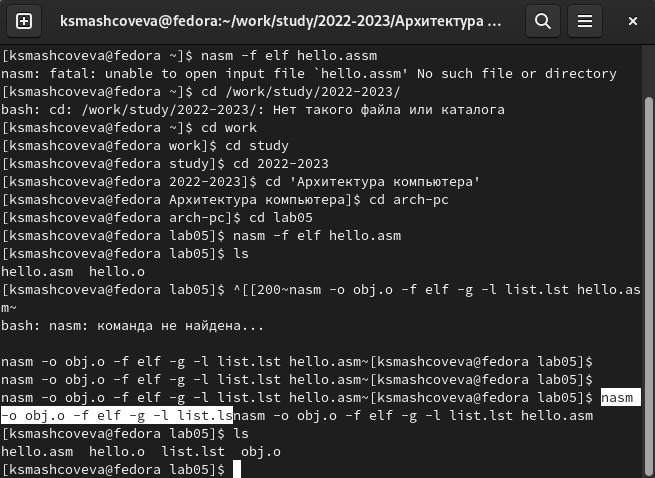 ksmashcoveva@fedora:~/work/study/2022-2023/Архитектура ...
[ksmashcoveva@fedora ~]$ nasm -f elf hello.assm
nasm: fatal: unable to open input file `hello.assm' No such file or directory
[ksmashcoveva@fedora ~]$ cd /work/study/2022-2023/
bash: cd: /work/study/2022-2023/: Нет такого файла или каталога
[ksmashcoveva@fedora ~]$ cd work
[ksmashcoveva@fedora work]$ cd study
[ksmashcoveva@fedora study]$ cd 2022-2023
[ksmashcoveva@fedora 2022-2023]$ cd 'Архитектура компьютера'
[ksmashcoveva@fedora Архитектура компьютера]$ cd arch-pc
[ksmashcoveva@fedora arch-pc]$ cd lab05
[ksmashcoveva@fedora lab05]$ nasm -f elf hello.asm
[ksmashcoveva@fedora lab05]$ ls
hello.asm  hello.o
[ksmashcoveva@fedora lab05]$ ^[[200~nasm -o obj.o -f elf -g -l list.lst hello.as
m~
bash: nasm: команда не найдена...
nasm -o obj.o -f elf -g -l list.lst hello.asm~[ksmashcoveva@fedora lab05]$
nasm -o obj.o -f elf -g -l list.lst hello.asm~[ksmashcoveva@fedora lab05]$
nasm -o obj.o -f elf -g -l list.lst hello.asm~[ksmashcoveva@fedora lab05]$ nasm
-o obj.o -f elf -g -l list.lsnasm -o obj.o -f elf -g -l list.lst hello.asm
[ksmashcoveva@fedora lab05]$ ls
hello.asm  hello.o  list.lst  obj.o
[ksmashcoveva@fedora lab05]$